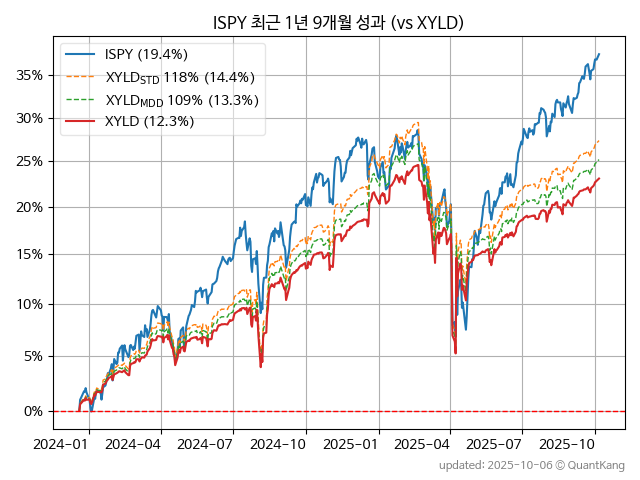 ISPY 최근 1년 9개월 성과 (vs XYLD)
ISPY (19.4%)
XYLD_STD 118% (14.4%)
XYLD_MDD 109% (13.3%)
XYLD (12.3%)
35%
30%
25%
20%
15%
10%
5%
0%
2024-01 2024-04 2024-07 2024-10 2025-01 2025-04 2025-07 2025-10
updated: 2025-10-06 © QuantKang